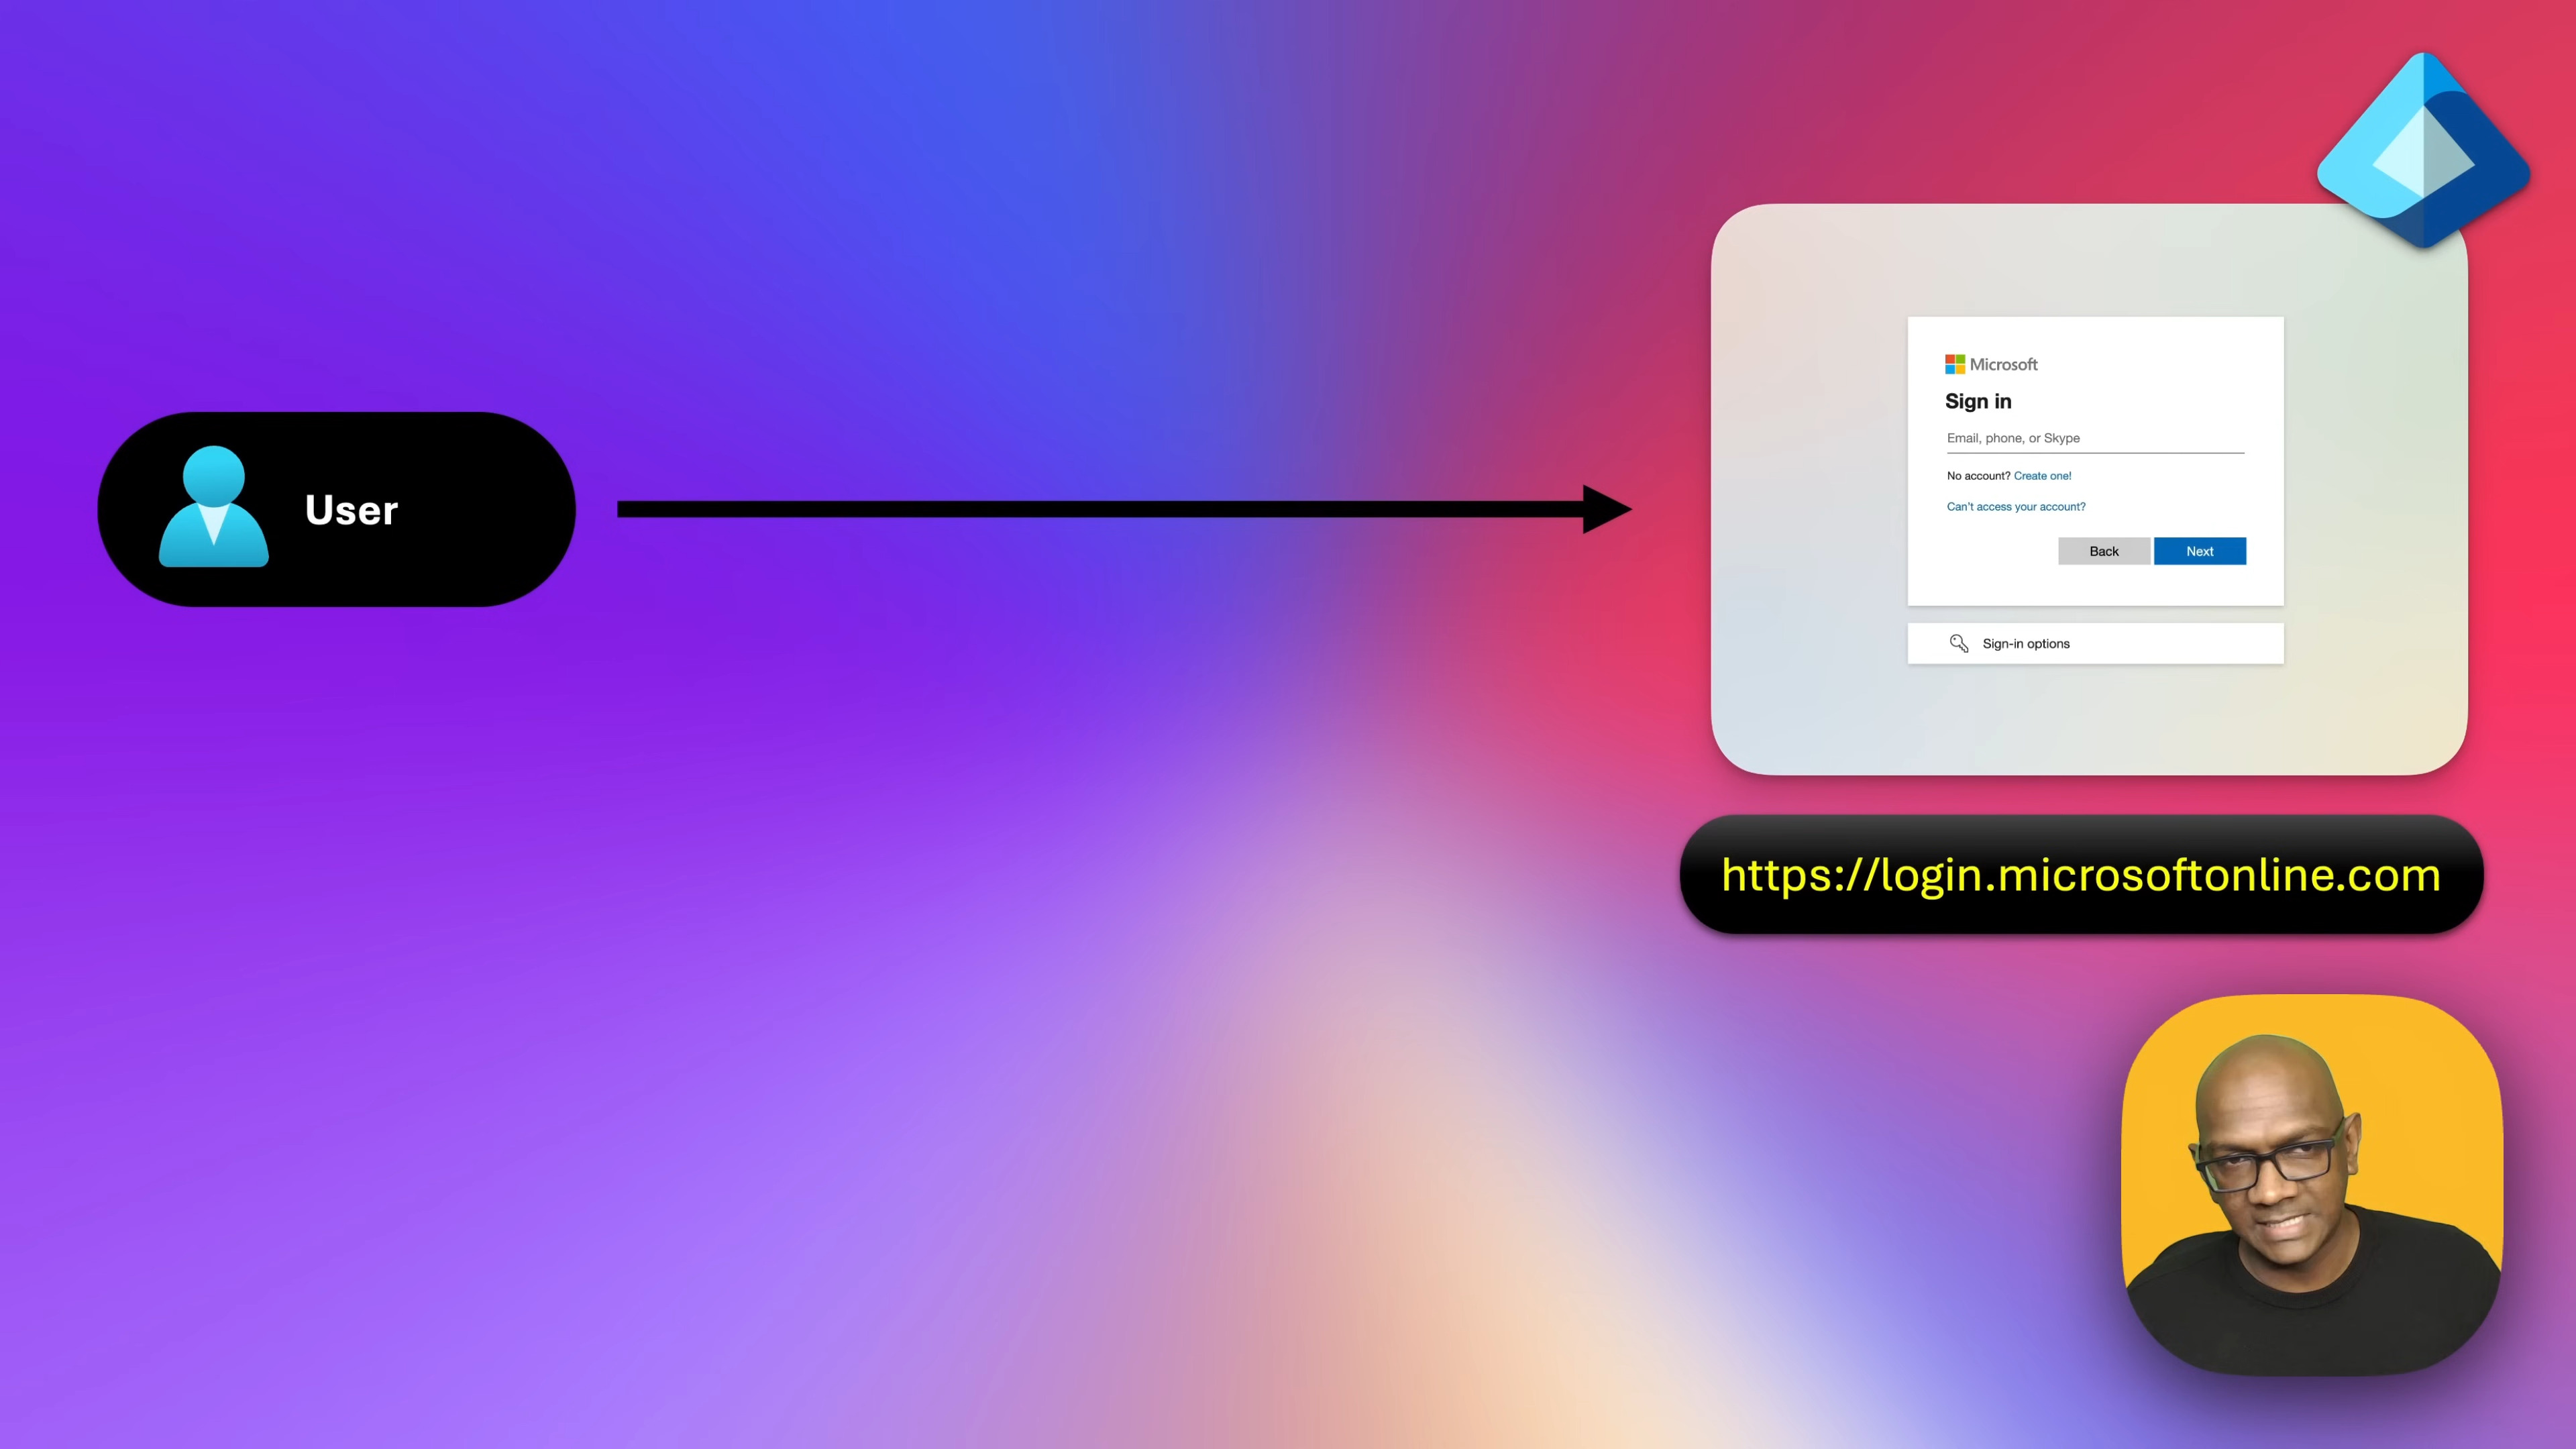 User
Microsoft
Sign in
Email, phone, or Skype
No account? Create one!
Can't access your account?
Back
Next
Sign-in options
https://login.microsoftonline.com